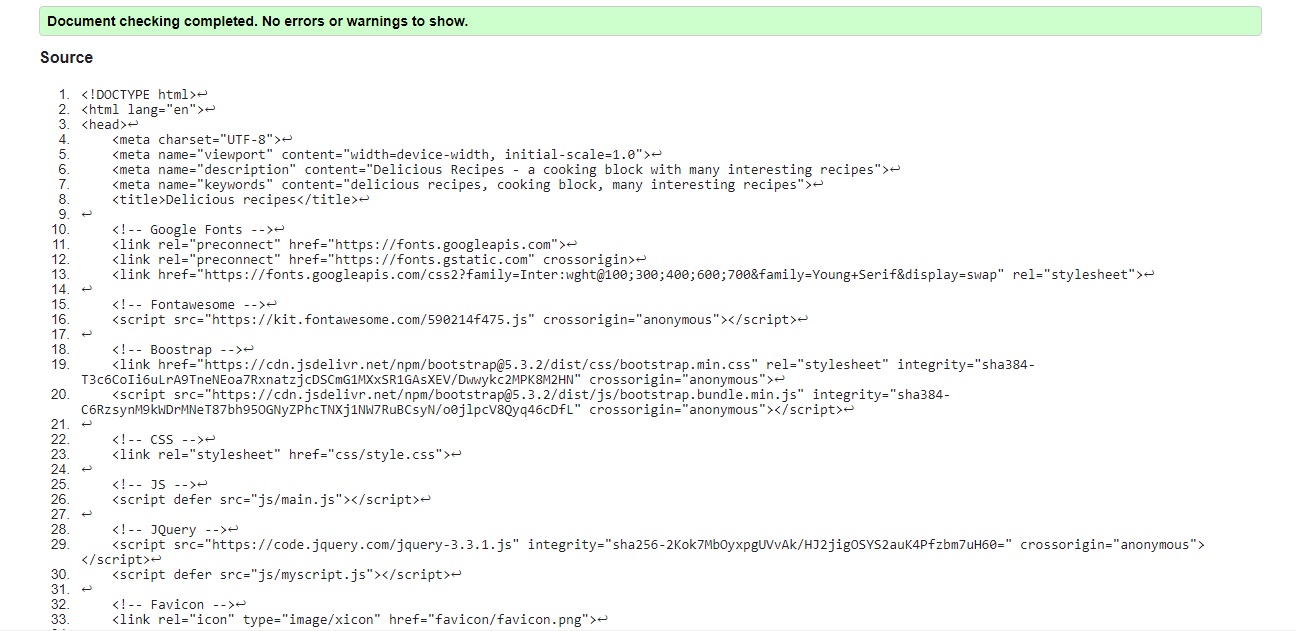 Document checking completed. No errors or warnings to show.
Source
1. <!DOCTYPE html>↩
2. <html lang="en">↩
3. <head>↩
4. <meta charset="UTF-8">↩
5. <meta name="viewport" content="width=device-width, initial-scale=1.0">↩
6. <meta name="description" content="Delicious Recipes - a cooking block with many interesting recipes">↩
7. <meta name="keywords" content="delicious recipes, cooking block, many interesting recipes">↩
8. <title>Delicious recipes</title>↩
9. ↩
10. <!-- Google Fonts -->↩
11. <link rel="preconnect" href="https://fonts.googleapis.com">↩
12. <link rel="preconnect" href="https://fonts.gstatic.com" crossorigin>↩
13. <link href="https://fonts.googleapis.com/css2?family=Inter:wght@100;300;400;600;700&family=Young+Serif&display=swap" rel="stylesheet">↩
14. ↩
15. <!-- Fontawesome -->↩
16. <script src="https://kit.fontawesome.com/590214f475.js" crossorigin="anonymous"></script>↩
17. ↩
18. <!-- Boostrap -->↩
19. <link href="https://cdn.jsdelivr.net/npm/bootstrap@5.3.2/dist/css/bootstrap.min.css" rel="stylesheet" integrity="sha384-
T3c6CoIi6uLrA9TneNEoa7RxnatzjcDSCmG1MXxSR1GAsXEV/Dwwykc2MPK8M2HN" crossorigin="anonymous">↩
20. <script src="https://cdn.jsdelivr.net/npm/bootstrap@5.3.2/dist/js/bootstrap.bundle.min.js" integrity="sha384-
C6RzsynM9kWDrMNeT87bh95OGNyZPhcTNXj1NW7RuBCsyN/o0jlpcV8Qyq46cDfL" crossorigin="anonymous"></script>↩
21. ↩
22. <!-- CSS -->↩
23. <link rel="stylesheet" href="css/style.css">↩
24. ↩
25. <!-- JS -->↩
26. <script defer src="js/main.js"></script>↩
27. ↩
28. <!-- JQuery -->↩
29. <script src="https://code.jquery.com/jquery-3.3.1.js" integrity="sha256-2Kok7MbOyxpgUVvAk/HJ2jigOSYS2auK4Pfzbm7uH60=" crossorigin="anonymous">
</script>↩
30. <script defer src="js/myscript.js"></script>↩
31. ↩
32. <!-- Favicon -->↩
33. <link rel="icon" type="image/xicon" href="favicon/favicon.png">↩